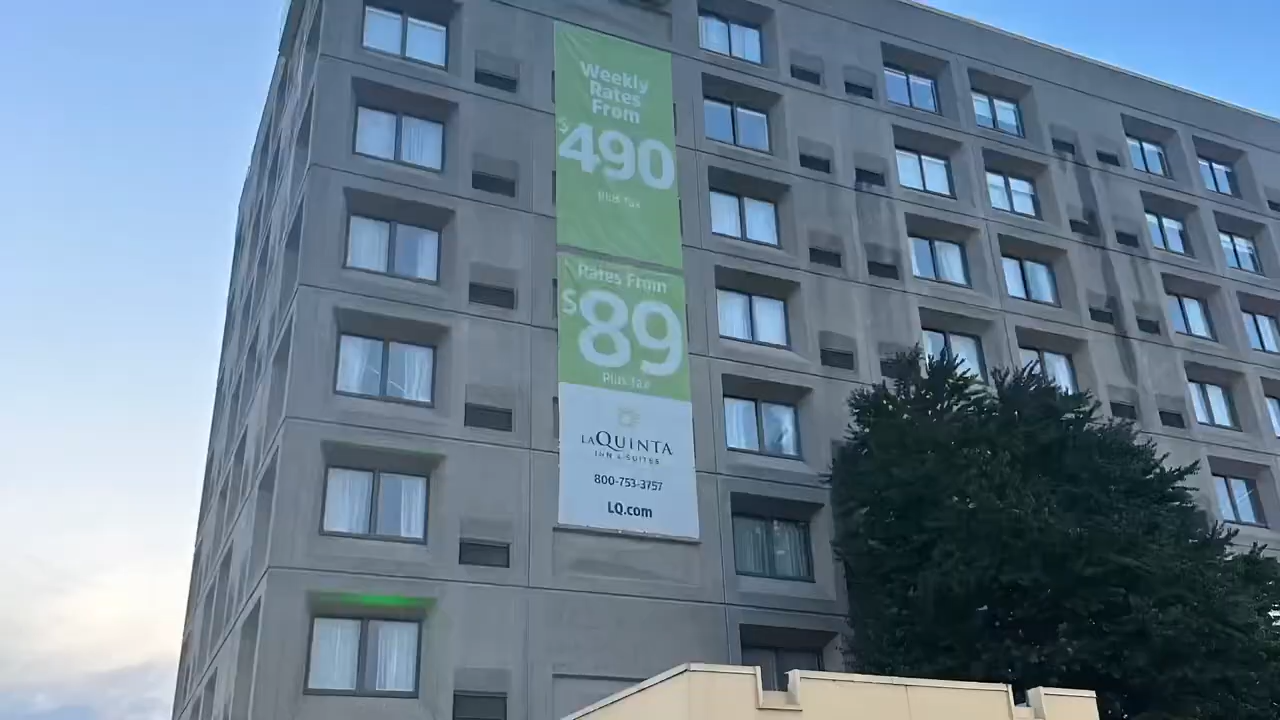 Weekly
Rates
From
$490
plus tax
Rates From
$89
Plus tax
LAQUINTA
INN & SUITES
800-753-3757
LQ.com